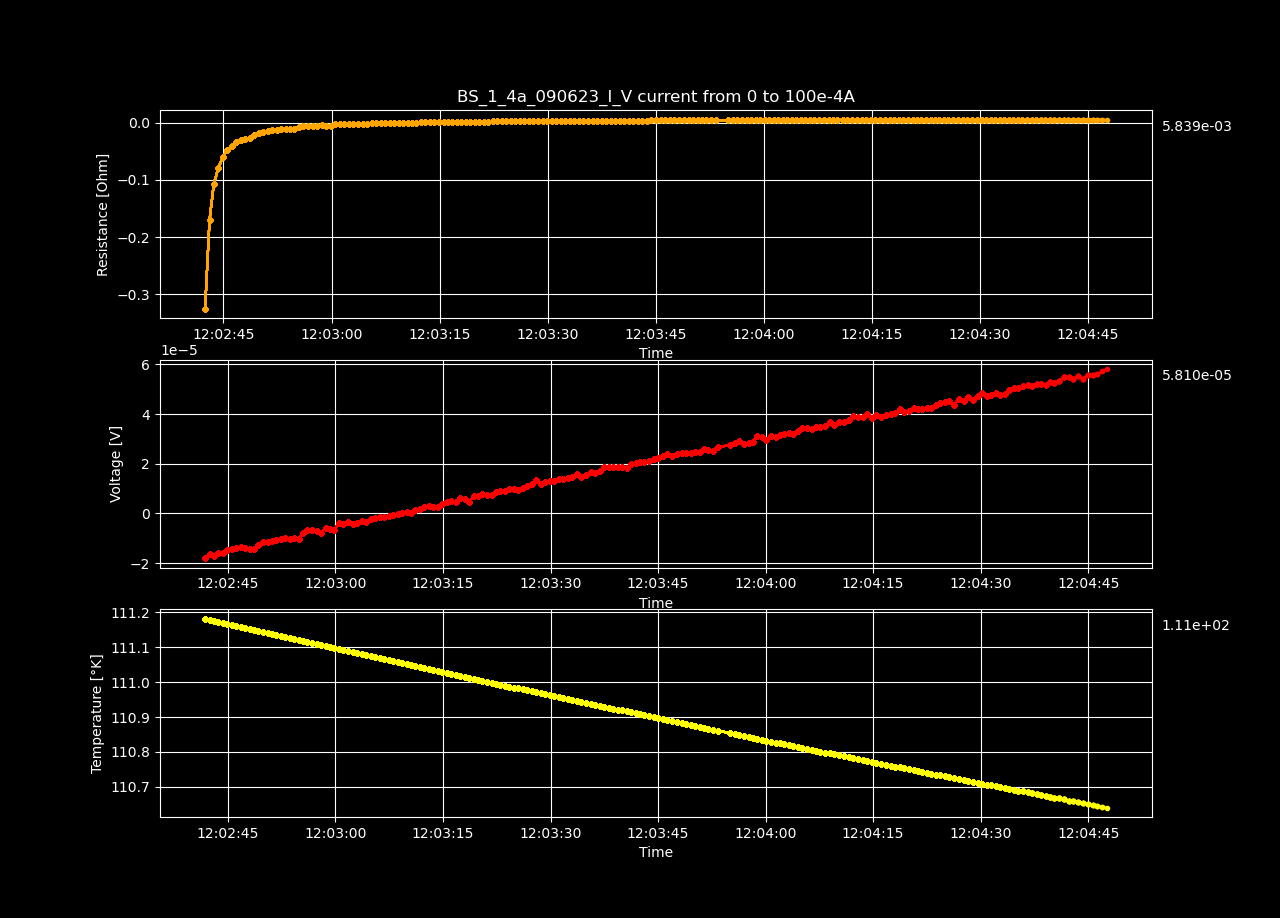 BS_1_4a_090623_I_V current from 0 to 100e-4A
0.0
−0.1
−0.2
−0.3
Resistance [Ohm]
5.839e-03
12:02:45 12:03:00 12:03:15 12:03:30 12:03:45 12:04:00 12:04:15 12:04:30 12:04:45
Time
1e−5
6
4
2
0
−2
Voltage [V]
5.810e-05
12:02:45 12:03:00 12:03:15 12:03:30 12:03:45 12:04:00 12:04:15 12:04:30 12:04:45
Time
111.2
111.1
111.0
110.9
110.8
110.7
Temperature [°K]
1.11e+02
12:02:45 12:03:00 12:03:15 12:03:30 12:03:45 12:04:00 12:04:15 12:04:30 12:04:45
Time